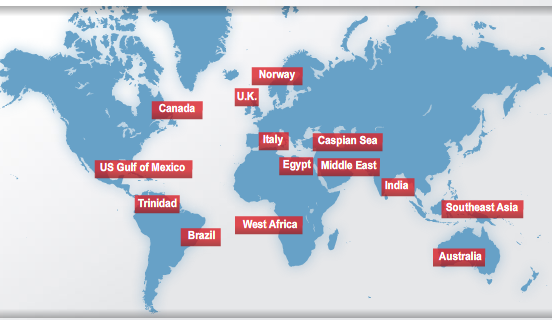 Norway
U.K.
Canada
Italy
Caspian Sea
US Gulf of Mexico
Egypt
Middle East
India
Trinidad
Southeast Asia
West Africa
Brazil
Australia